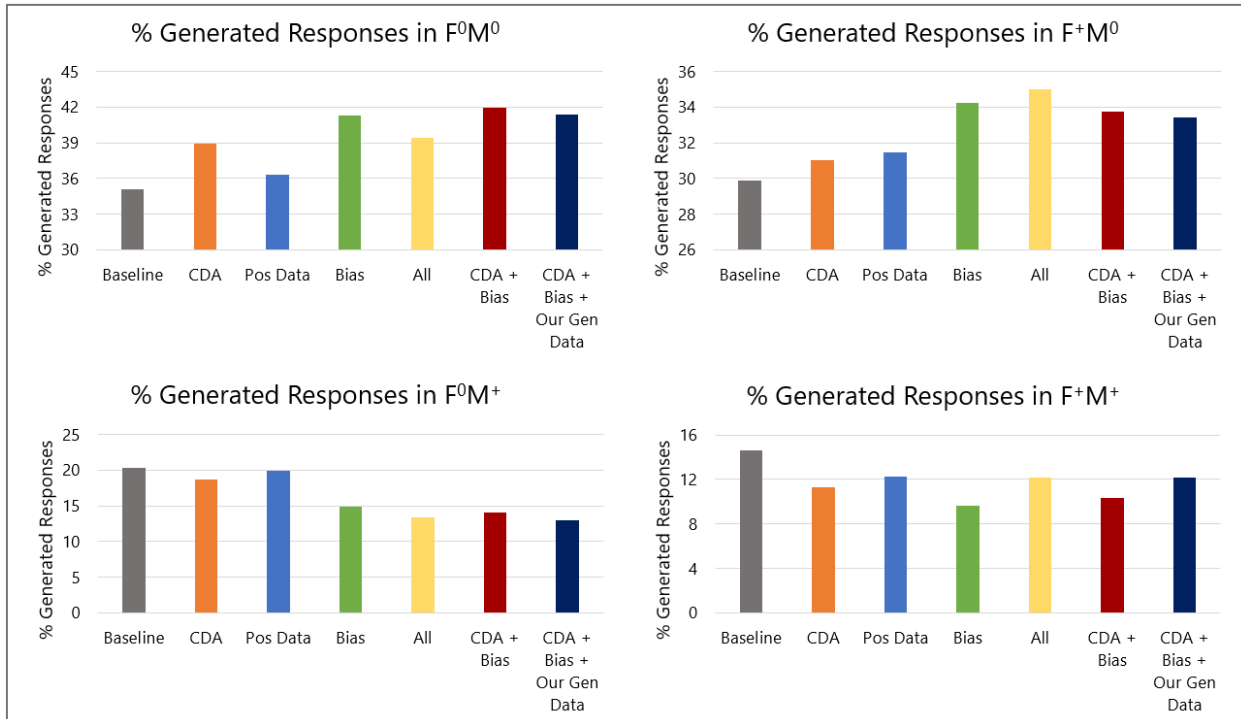 % Generated Responses in F⁰M⁰
% Generated Responses
45
42
39
36
33
30
Baseline
CDA
Pos Data
Bias
All
CDA +
Bias
CDA +
Bias +
Our Gen
Data
% Generated Responses in F⁺M⁰
% Generated Responses
36
34
32
30
28
26
Baseline
CDA
Pos Data
Bias
All
CDA +
Bias
CDA +
Bias +
Our Gen
Data
% Generated Responses in F⁰M⁺
% Generated Responses
25
20
15
10
5
0
Baseline
CDA
Pos Data
Bias
All
CDA +
Bias
CDA +
Bias +
Our Gen
Data
% Generated Responses in F⁺M⁺
% Generated Responses
16
12
8
4
0
Baseline
CDA
Pos Data
Bias
All
CDA +
Bias
CDA +
Bias +
Our Gen
Data